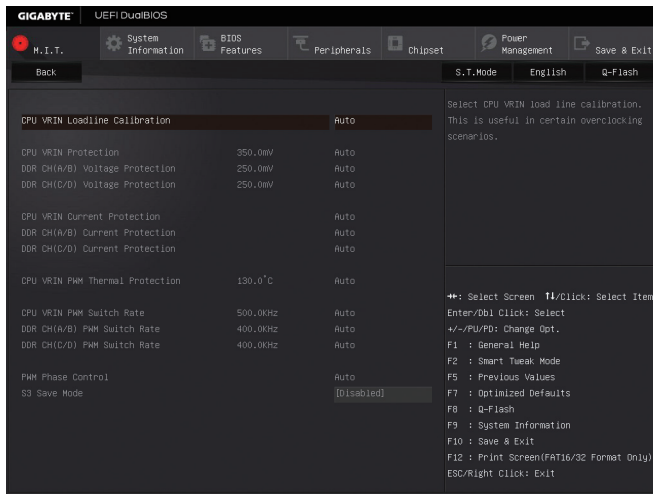 GIGABYTE™ UEFI DualBIOS
M.I.T. System Information BIOS Features Peripherals Chipset Power Management Save & Exit
Back S.T.Mode English Q-Flash
CPU VRIN Loadline Calibration Auto
CPU VRIN Protection 350.0mV Auto
DDR CH(A/B) Voltage Protection 250.0mV Auto
DDR CH(C/D) Voltage Protection 250.0mV Auto
CPU VRIN Current Protection Auto
DDR CH(A/B) Current Protection Auto
DDR CH(C/D) Current Protection Auto
CPU VRIN PWM Thermal Protection 130.0°C Auto
CPU VRIN PWM Switch Rate 500.0KHz Auto
DDR CH(A/B) PWM Switch Rate 400.0KHz Auto
DDR CH(C/D) PWM Switch Rate 400.0KHz Auto
PWM Phase Control Auto
S3 Save Mode [Disabled]
Select CPU VRIN load line calibration.
This is useful in certain overclocking
scenarios.
→←: Select Screen ↑↓/Click: Select Item
Enter/Dbl Click: Select
+/-/PU/PD: Change Opt.
F1 : General Help
F2 : Smart Tweak Mode
F5 : Previous Values
F7 : Optimized Defaults
F8 : Q-Flash
F9 : System Information
F10 : Save & Exit
F12 : Print Screen(FAT16/32 Format Only)
ESC/Right Click: Exit